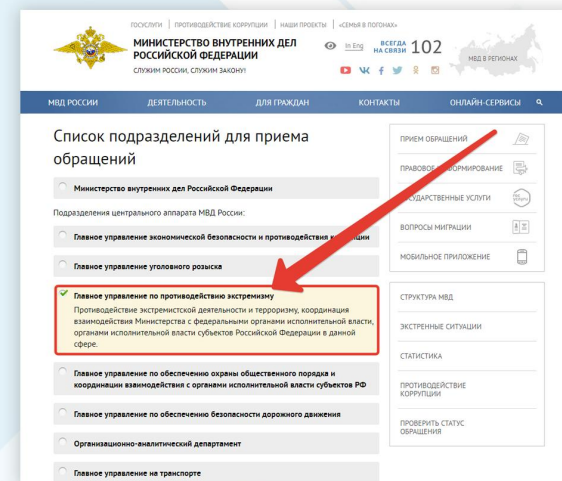 ГОСУСЛУГИ | ПРОТИВОДЕЙСТВИЕ КОРРУПЦИИ | НАШИ ПРОЕКТЫ | «СЕМЬЯ В ПОГОНАХ»
МИНИСТЕРСТВО ВНУТРЕННИХ ДЕЛ
РОССИЙСКОЙ ФЕДЕРАЦИИ
СЛУЖИМ РОССИИ, СЛУЖИМ ЗАКОНУ!
In Eng
ВСЕГДА
НА СВЯЗИ 102
МВД В РЕГИОНАХ
МВД РОССИИ ДЕЯТЕЛЬНОСТЬ ДЛЯ ГРАЖДАН КОНТАКТЫ ОНЛАЙН-СЕРВИСЫ
Список подразделений для приема
обращений
Министерство внутренних дел Российской Федерации
Подразделения центрального аппарата МВД России:
Главное управление экономической безопасности и противодействия
Главное управление уголовного розыска
Главное управление по противодействию экстремизму
Противодействие экстремистской деятельности и терроризму, координация
взаимодействия Министерства с федеральными органами исполнительной власти,
органами исполнительной власти субъектов Российской Федерации в данной
сфере.
Главное управление по обеспечению охраны общественного порядка и
координации взаимодействия с органами исполнительной власти субъектов РФ
Главное управление по обеспечению безопасности дорожного движения
Организационно-аналитический департамент
Главное управление на транспорте
ПРИЕМ ОБРАЩЕНИЙ
ПРАВОВОЕ
УСЛУГИ
ВОПРОСЫ МИГРАЦИИ
МОБИЛЬНОЕ ПРИЛОЖЕНИЕ
СТРУКТУРА МВД
ЭКСТРЕННЫЕ СИТУАЦИИ
СТАТИСТИКА
ПРОТИВОДЕЙСТВИЕ
КОРРУПЦИИ
ПРОВЕРИТЬ СТАТУС
ОБРАЩЕНИЯ